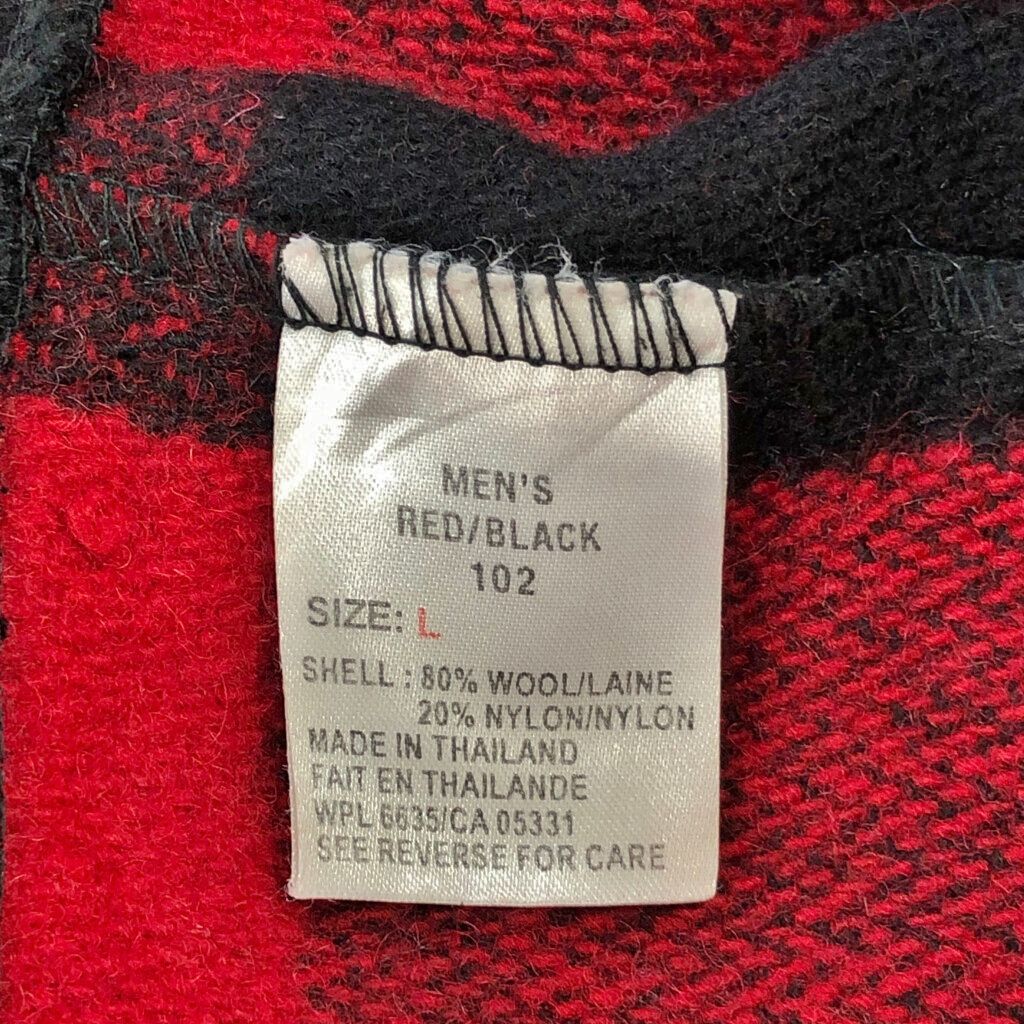 MEN'S
RED/BLACK
102
SIZE: L
SHELL : 80% WOOL/LAINE
20% NYLON/NYLON
MADE IN THAILAND
FAIT EN THAILANDE
WPL 6635/CA 05331
SEE REVERSE FOR CARE